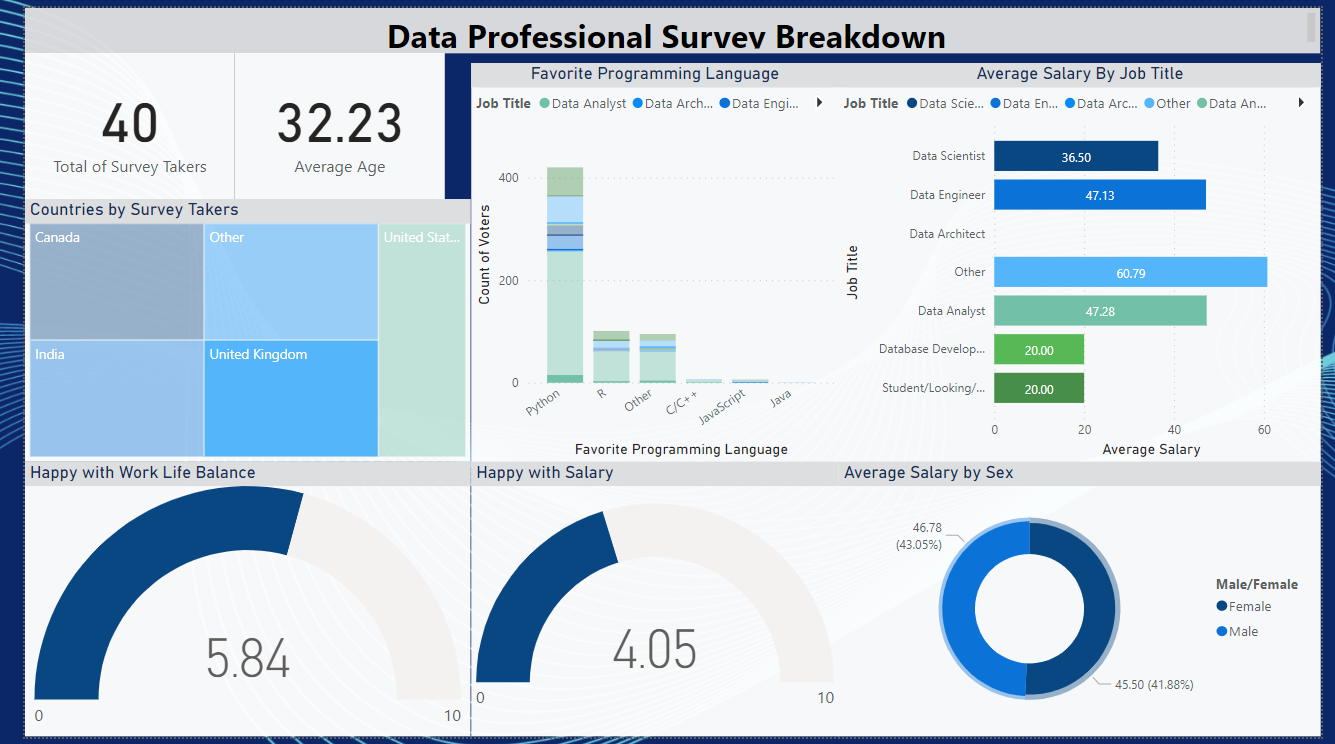 Data Professional Survey Breakdown
40
Total of Survey Takers
32.23
Average Age
Countries by Survey Takers
Canada
Other
United Stat...
India
United Kingdom
Favorite Programming Language
Job Title Data Analyst Data Arch... Data Engi...
Count of Voters
400
200
0
Python
R
Other
C/C++
JavaScript
Java
Favorite Programming Language
Average Salary By Job Title
Job Title Data Scie... Data En... Data Arc... Other Data An...
Job Title
Data Scientist 36.50
Data Engineer 47.13
Data Architect
Other 60.79
Data Analyst 47.28
Database Develop... 20.00
Student/Looking/... 20.00
0 20 40 60
Average Salary
Happy with Work Life Balance
5.84
0 10
Happy with Salary
4.05
0 10
Average Salary by Sex
46.78
(43.05%)
45.50 (41.88%)
Male/Female
Female
Male